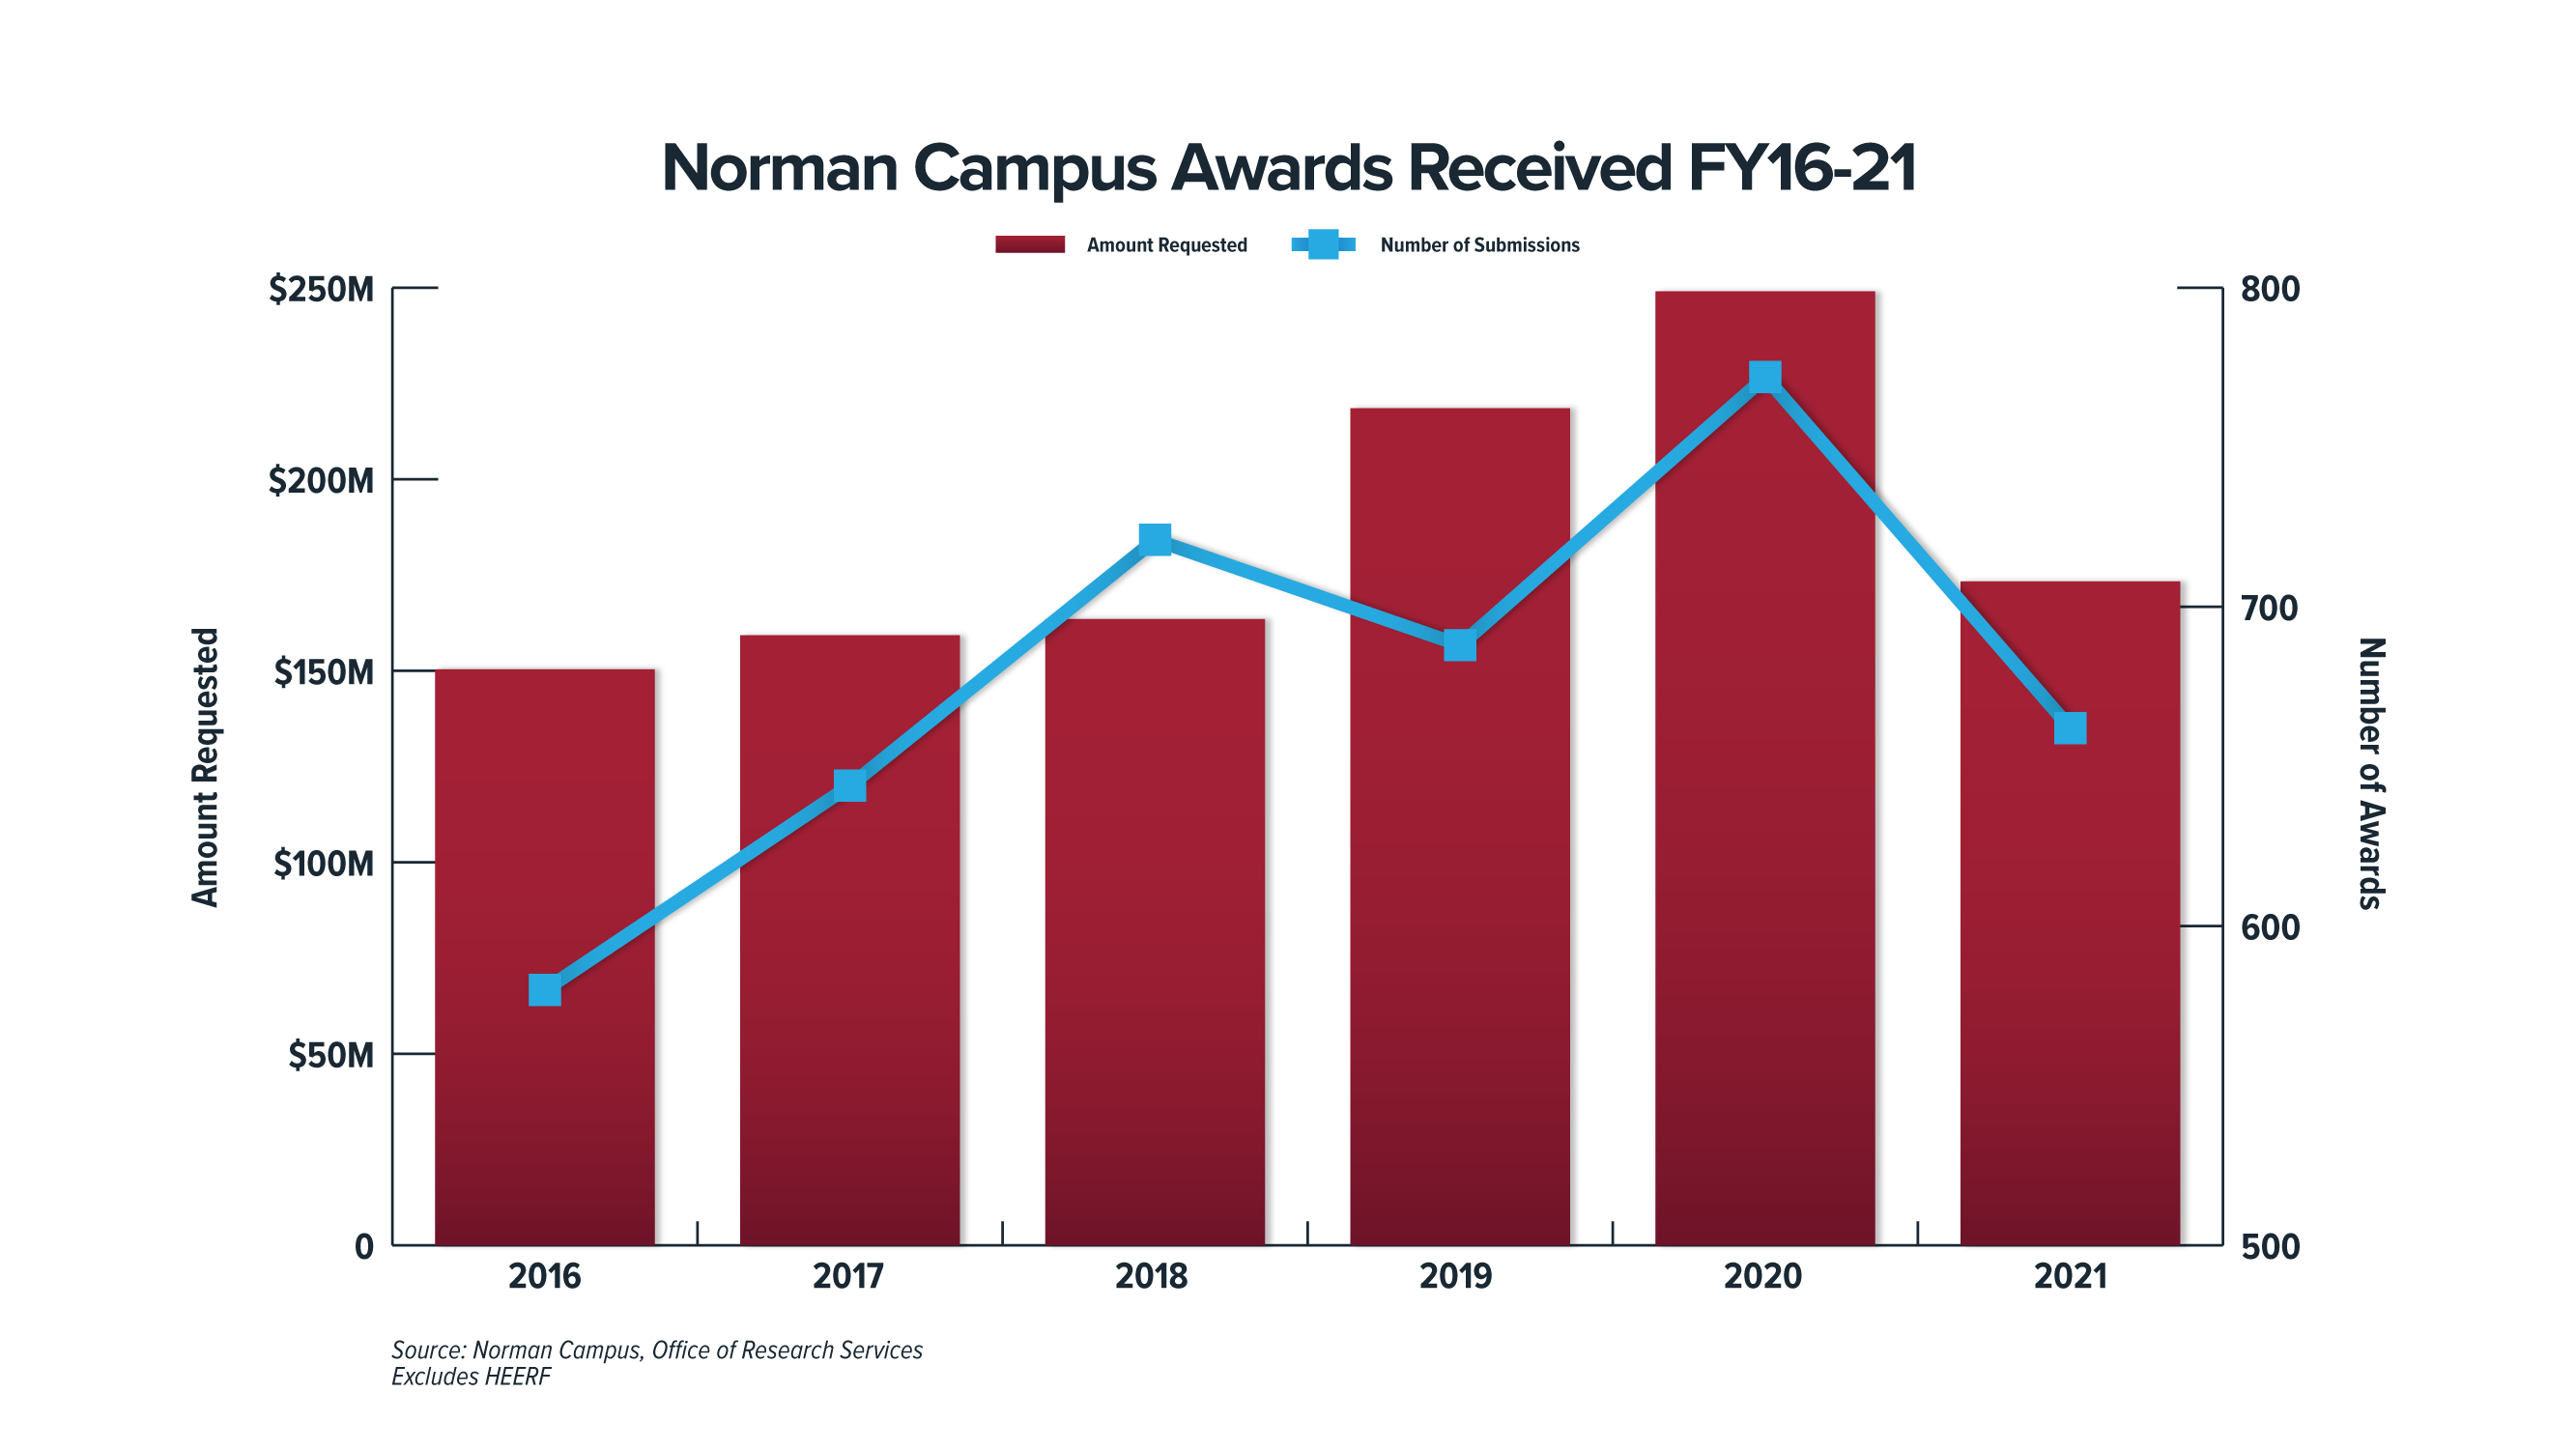 Norman Campus Awards Received FY16-21
Amount Requested
Number of Submissions
$250M
$200M
$150M
$100M
$50M
0
Amount Requested
800
700
600
500
Number of Awards
2016
2017
2018
2019
2020
2021
Source: Norman Campus, Office of Research Services
Excludes HEERF